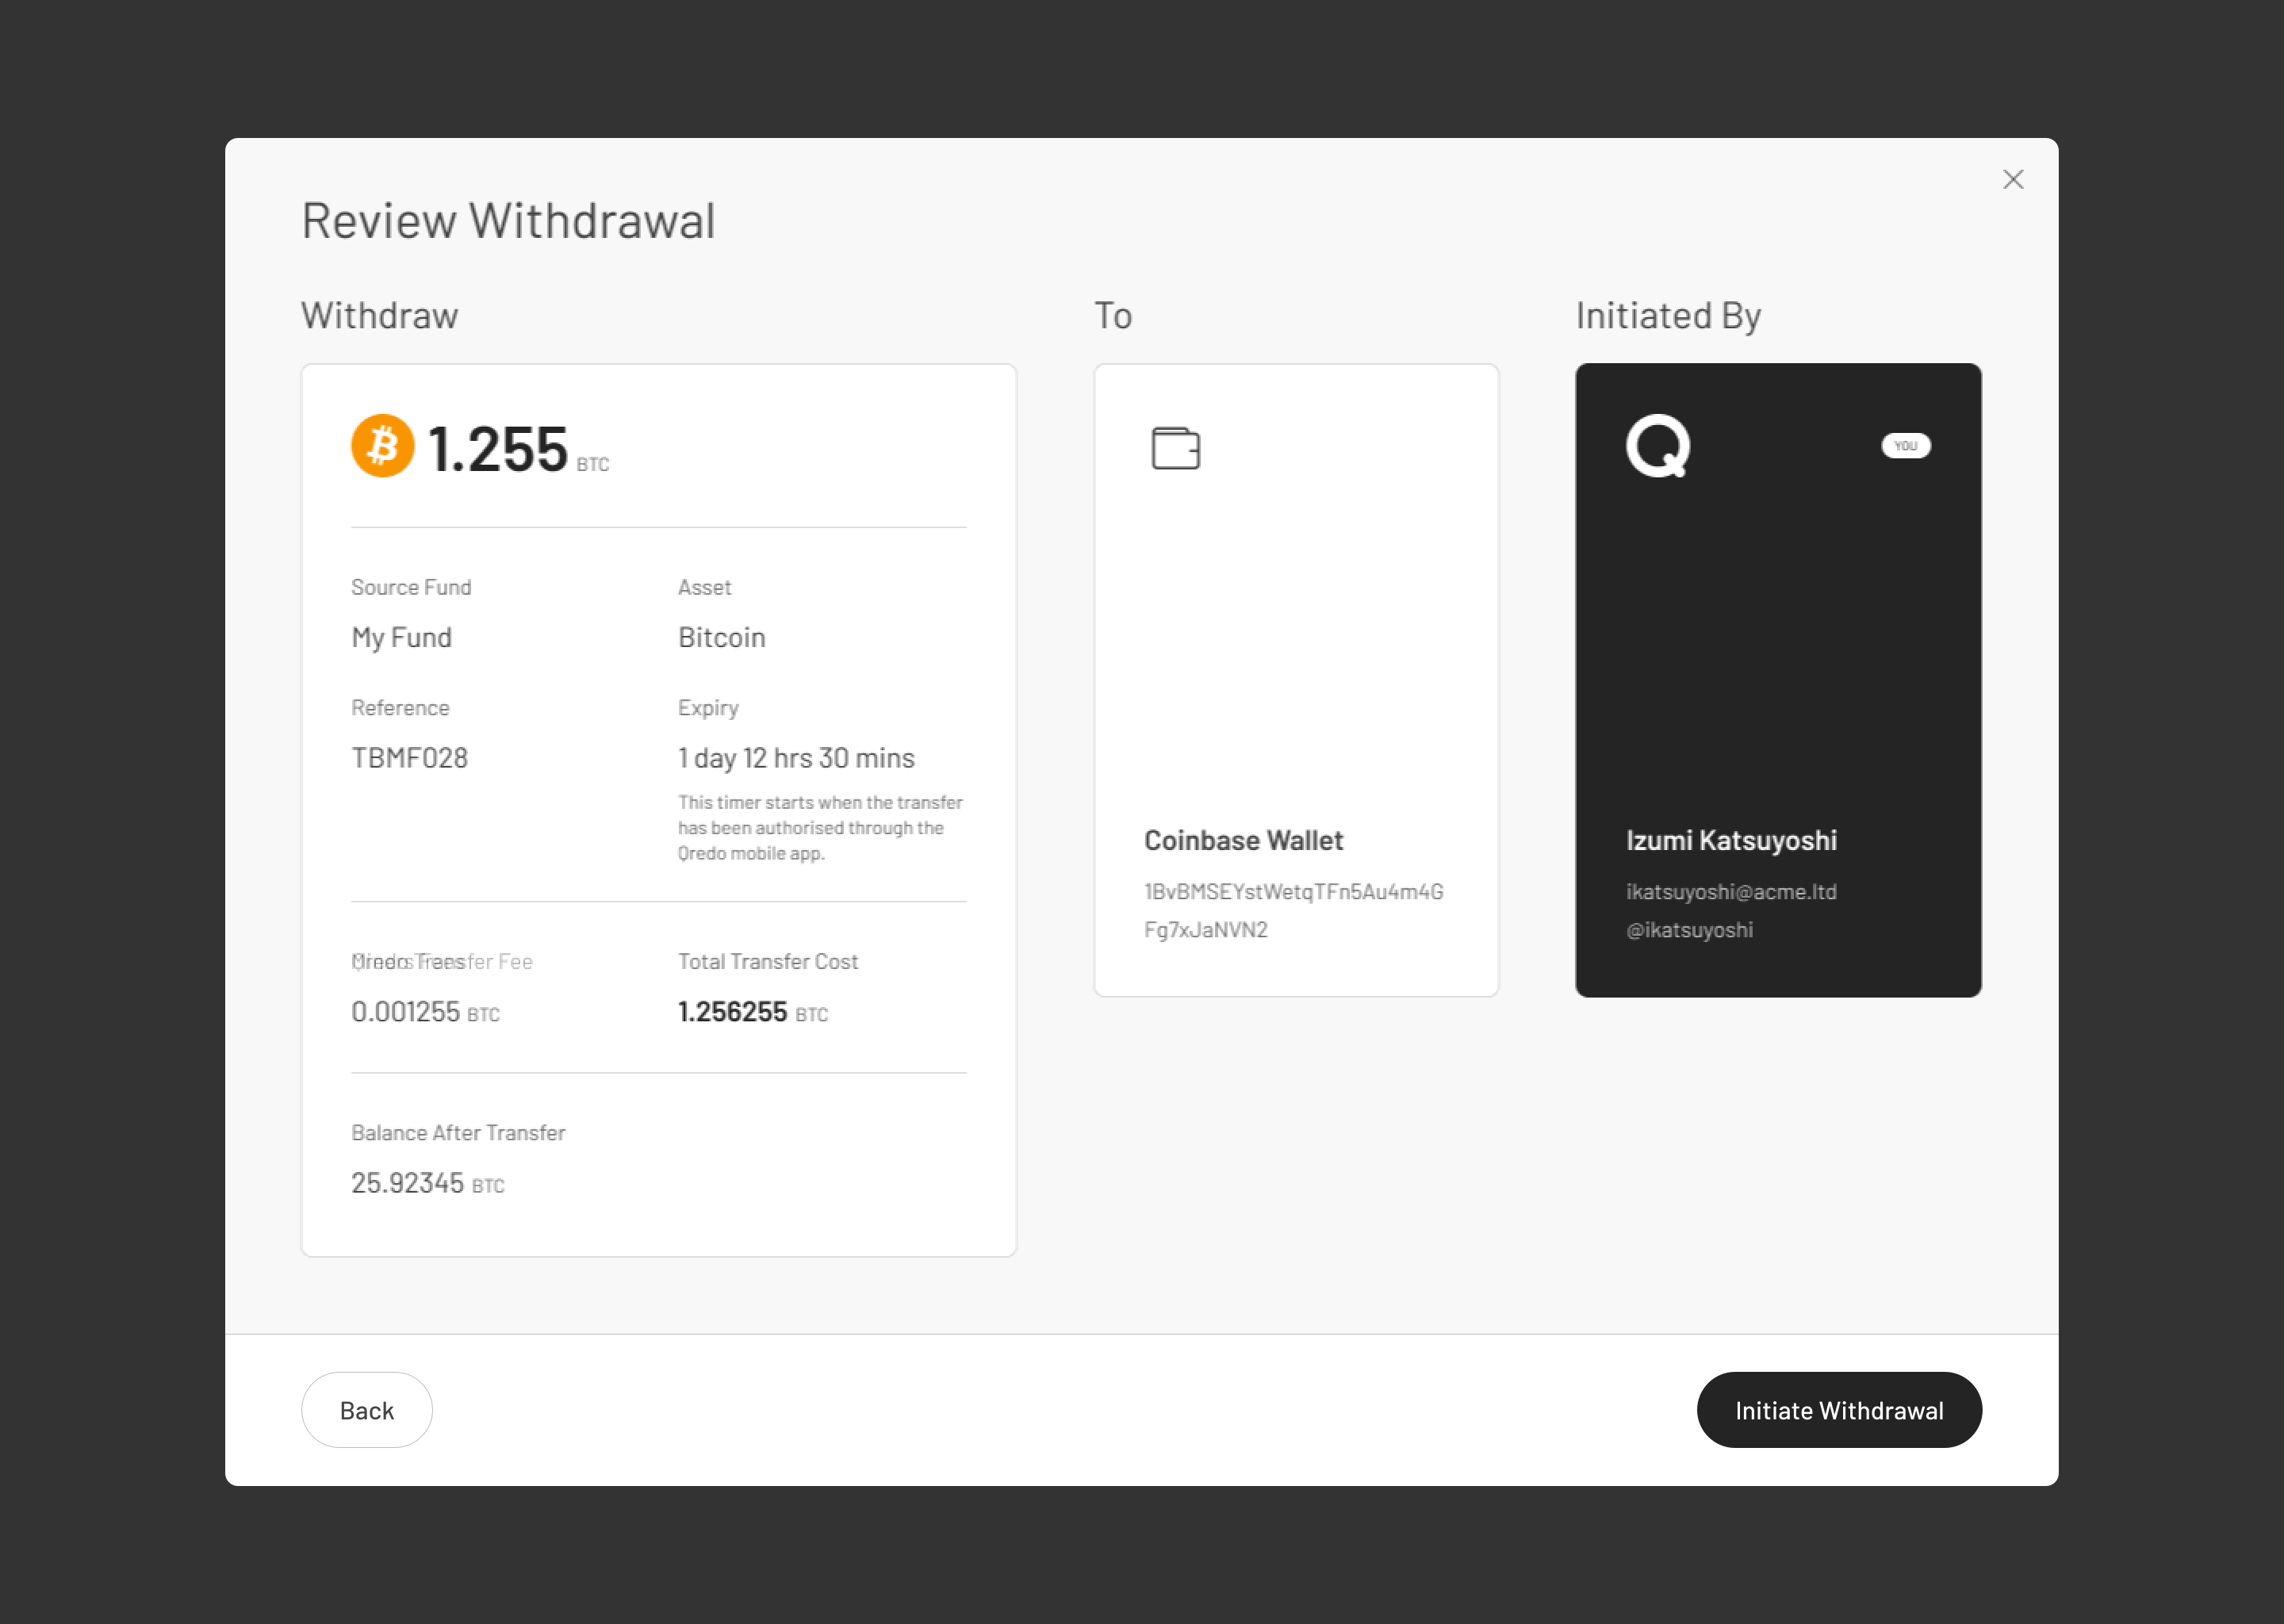 Review Withdrawal
Withdraw
1.255 BTC
Source Fund
My Fund
Asset
Bitcoin
Reference
TBMF028
Expiry
1 day 12 hrs 30 mins
This timer starts when the transfer
has been authorised through the
Qredo mobile app.
Fee
0.001255 BTC
Total Transfer Cost
1.256255 BTC
Balance After Transfer
25.92345 BTC
To
Coinbase Wallet
1BvBMSEYstWetqTFn5Au4m4G
Fg7xJaNVN2
Initiated By
YOU
Izumi Katsuyoshi
ikatsuyoshi@acme.ltd
@ikatsuyoshi
Back
Initiate Withdrawal